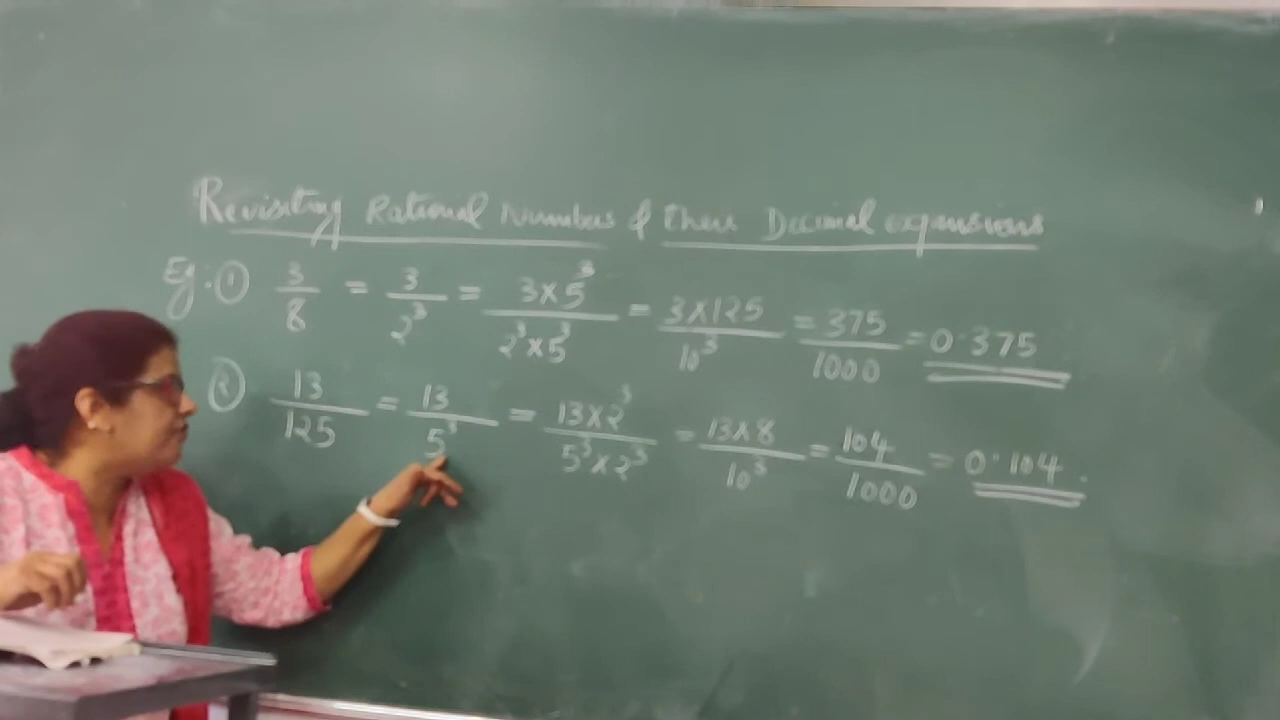 Revisiting Rational Numbers & their Decimal expansions
Eg: ① 3/8 = 3/2³ = 3×5³/2³×5³ = 3×125/10³ = 375/1000 = 0·375
② 13/125 = 13/5³ = 13×2³/5³×2³ = 13×8/10³ = 104/1000 = 0·104.